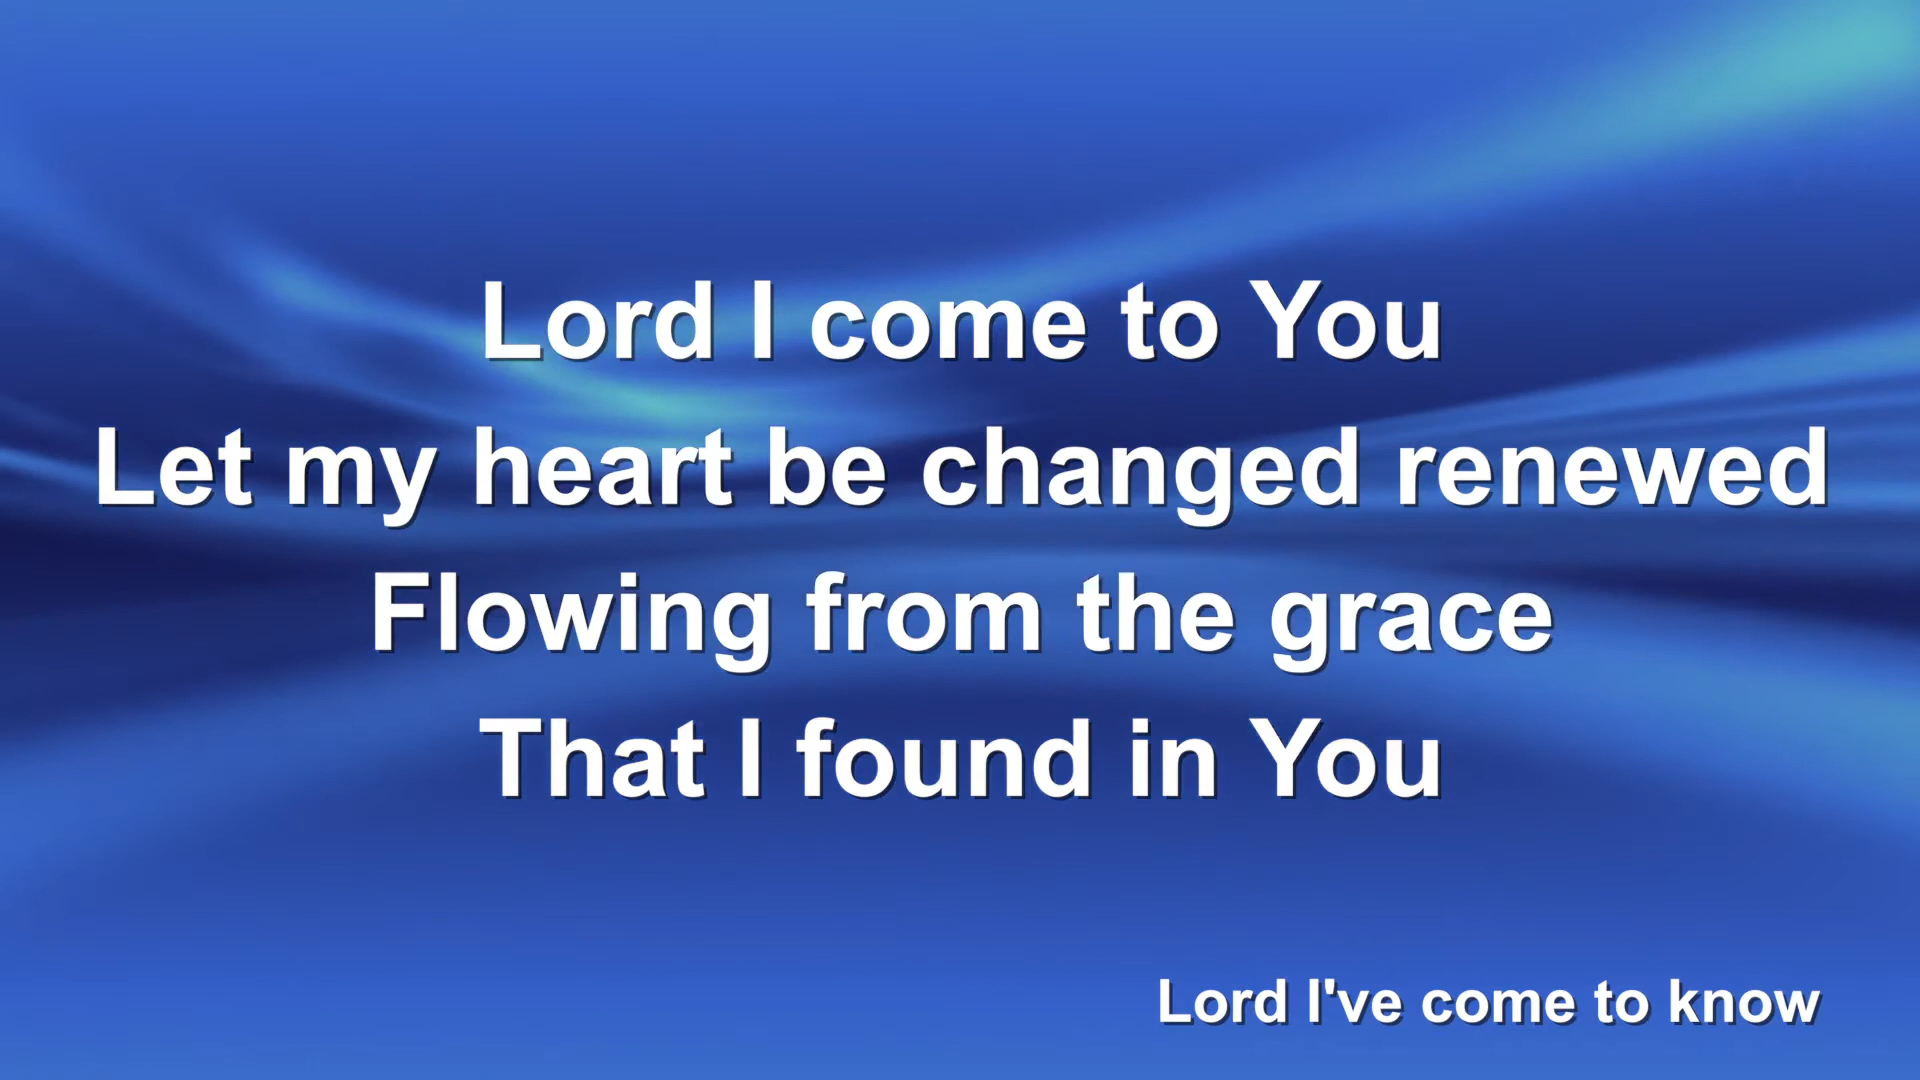 Lord I come to You
Let my heart be changed renewed
Flowing from the grace
That I found in You
Lord I've come to know